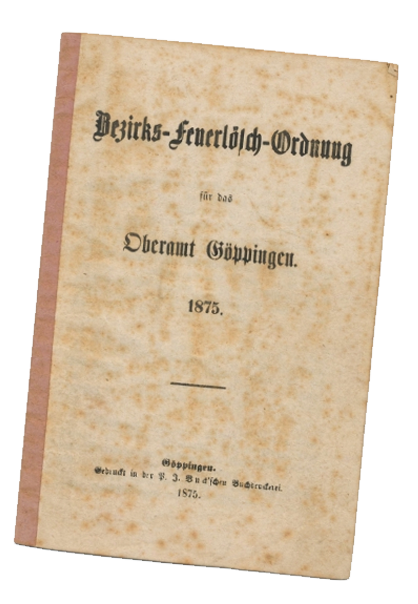 Bezirks-Feuerlösch-Ordnung
für das
Oberamt Göppingen.
1875.
Göppingen.
Gedruckt in der P. J. Buck'schen Buchdruckerei.
1875.